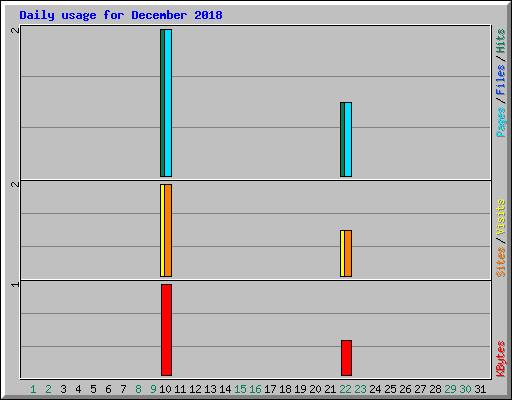 Daily usage for December 2018
2
2
1
Pages / Files / Hits
Sites / Visits
KBytes
1 2 3 4 5 6 7 8 9 10 11 12 13 14 15 16 17 18 19 20 21 22 23 24 25 26 27 28 29 30 31